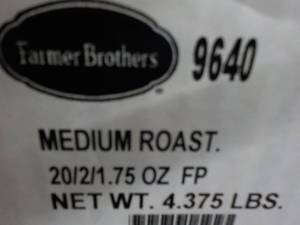 Farmer Brothers
9640
MEDIUM ROAST.
20/2/1.75 OZ FP
NET WT. 4.375 LBS.